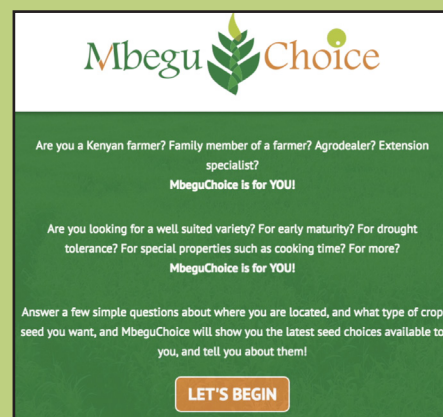 Mbegu Choice
Are you a Kenyan farmer? Family member of a farmer? Agrodealer? Extension
specialist?
MbeguChoice is for YOU!
Are you looking for a well suited variety? For early maturity? For drought
tolerance? For special properties such as cooking time? For more?
MbeguChoice is for YOU!
Answer a few simple questions about where you are located, and what type of crop
seed you want, and MbeguChoice will show you the latest seed choices available to
you, and tell you about them!
LET'S BEGIN